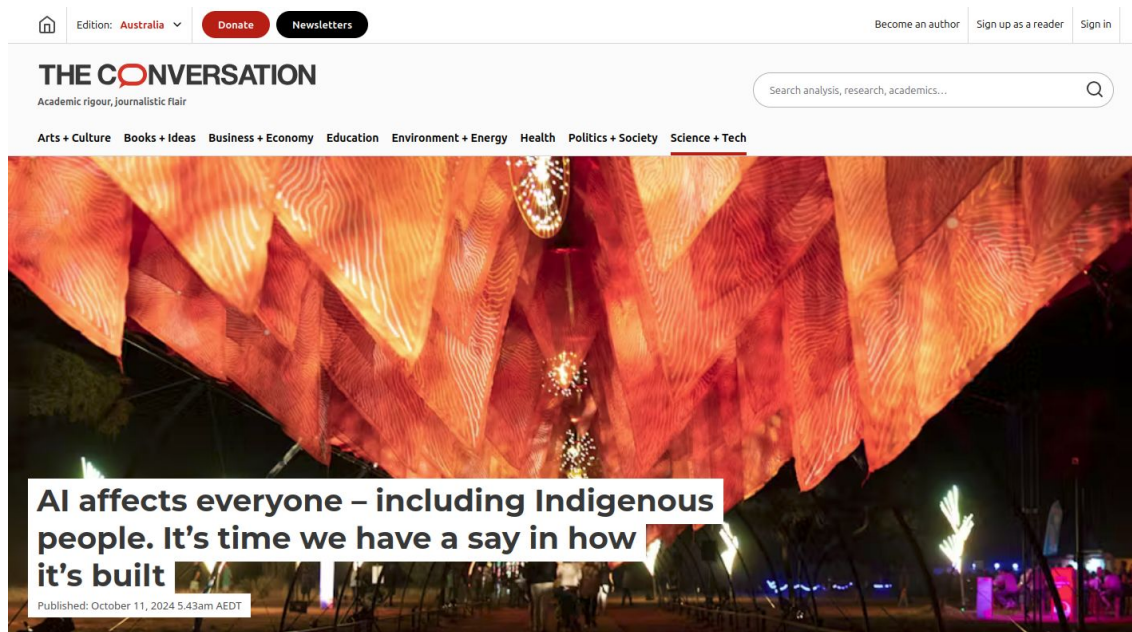 Edition: Australia
Donate
Newsletters
Become an author
Sign up as a reader
Sign in
THE CONVERSATION
Academic rigour, journalistic flair
Search analysis, research, academics...
Arts + Culture Books + Ideas Business + Economy Education Environment + Energy Health Politics + Society Science + Tech
AI affects everyone – including Indigenous
people. It’s time we have a say in how
it’s built
Published: October 11, 2024 5.43am AEDT